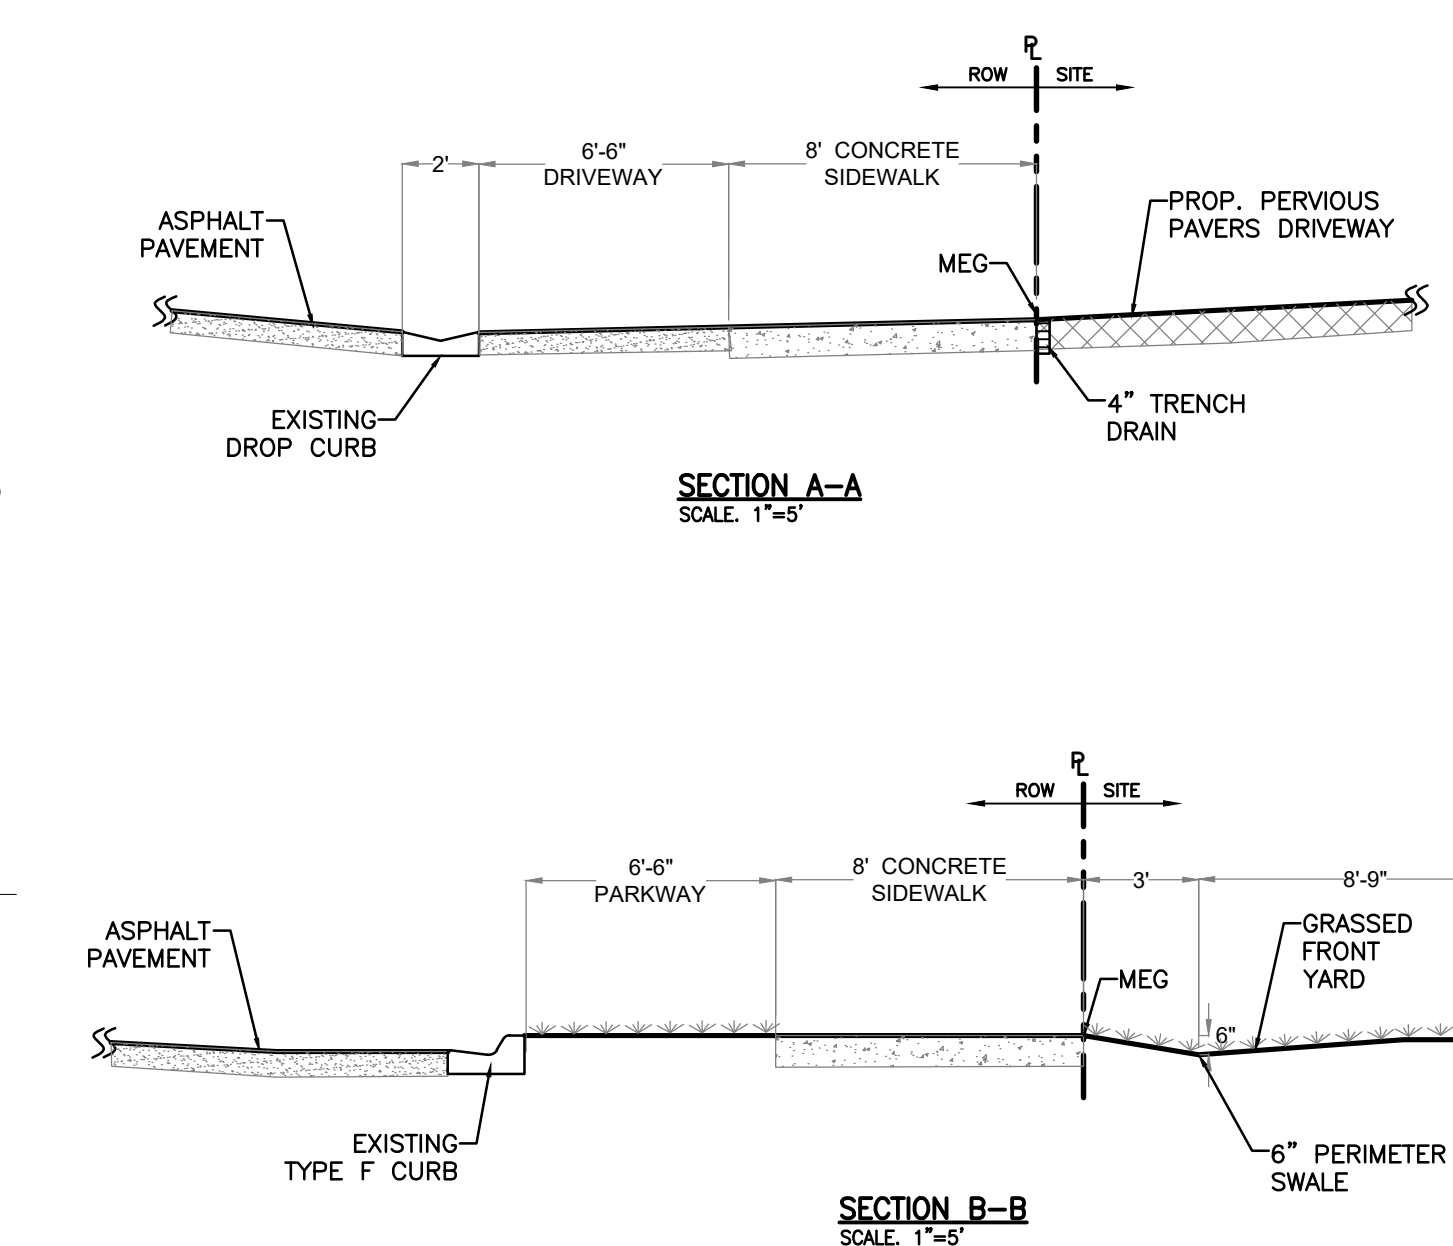 PL
ROW SITE
2'
6'-6"
DRIVEWAY
8' CONCRETE
SIDEWALK
ASPHALT
PAVEMENT
MEG
PROP. PERVIOUS
PAVERS DRIVEWAY
EXISTING
DROP CURB
4" TRENCH
DRAIN
SECTION A-A
SCALE. 1"=5'
PL
ROW SITE
6'-6"
PARKWAY
8' CONCRETE
SIDEWALK
3'
8'-9"
ASPHALT
PAVEMENT
MEG
GRASSED
FRONT
YARD
6"
EXISTING
TYPE F CURB
6" PERIMETER
SWALE
SECTION B-B
SCALE. 1"=5'